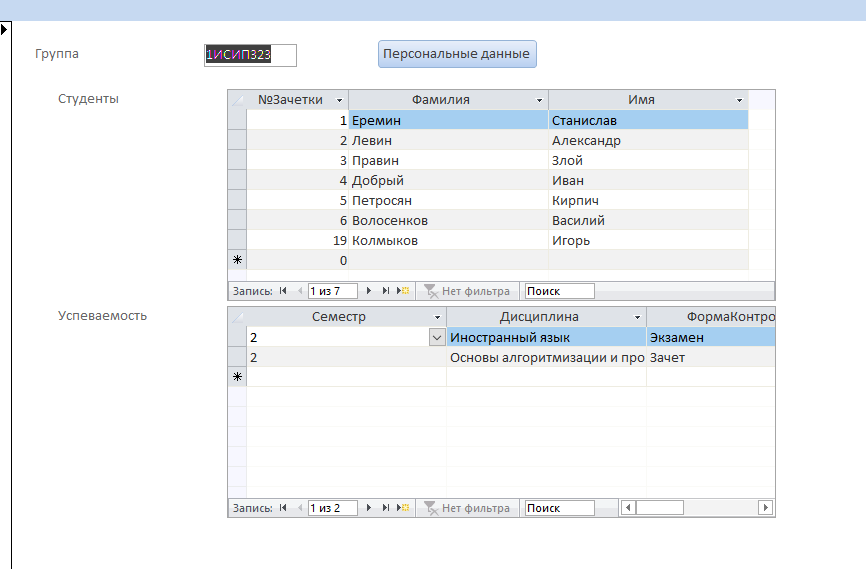 Группа 1ИСИП323 Персональные данные
Студенты
№Зачетки Фамилия Имя
1 Еремин Станислав
2 Левин Александр
3 Правин Злой
4 Добрый Иван
5 Петросян Кирпич
6 Волосенков Василий
19 Колмыков Игорь
0
Запись: 1 из 7 Нет фильтра Поиск
Успеваемость
Семестр Дисциплина ФормаКонтро
2 Иностранный язык Экзамен
2 Основы алгоритмизации и про Зачет
Запись: 1 из 2 Нет фильтра Поиск